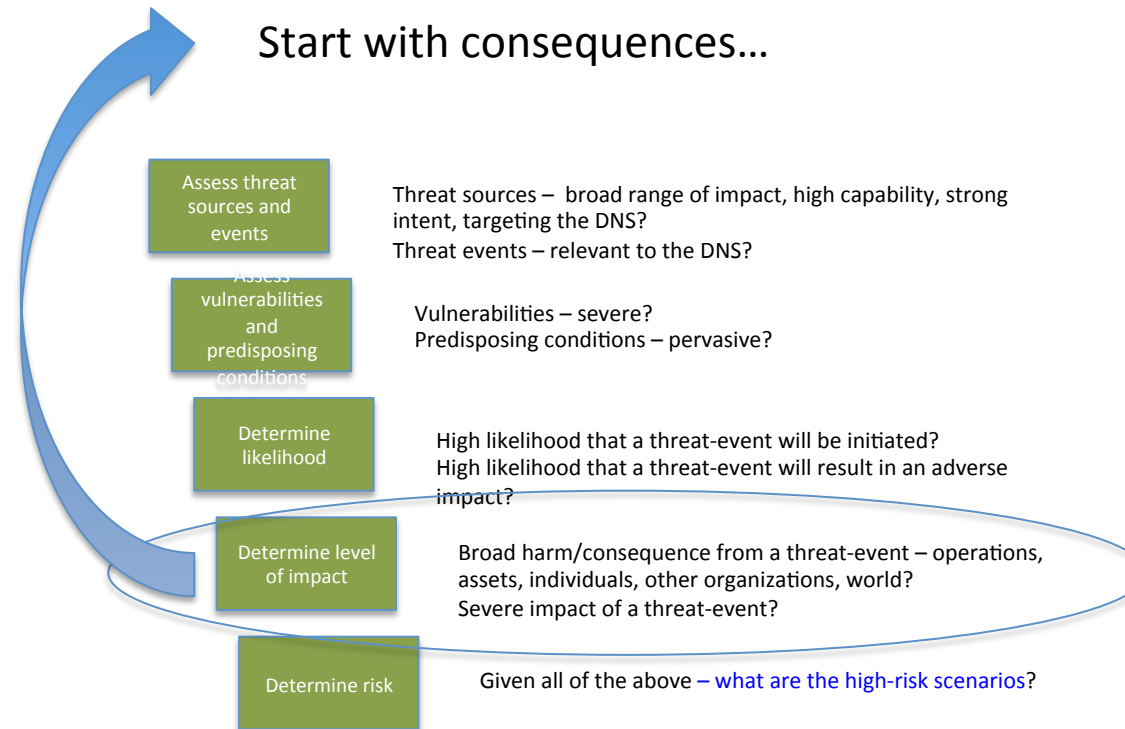 Start with consequences…
Assess threat
sources and
events
Threat sources –  broad range of impact, high capability, strong
intent, targeting the DNS?
Threat events – relevant to the DNS?
Assess
vulnerabilities
and
predisposing
conditions
Vulnerabilities – severe?
Predisposing conditions – pervasive?
Determine
likelihood
High likelihood that a threat-event will be initiated?
High likelihood that a threat-event will result in an adverse
impact?
Determine level
of impact
Broad harm/consequence from a threat-event – operations,
assets, individuals, other organizations, world?
Severe impact of a threat-event?
Determine risk
Given all of the above – what are the high-risk scenarios?